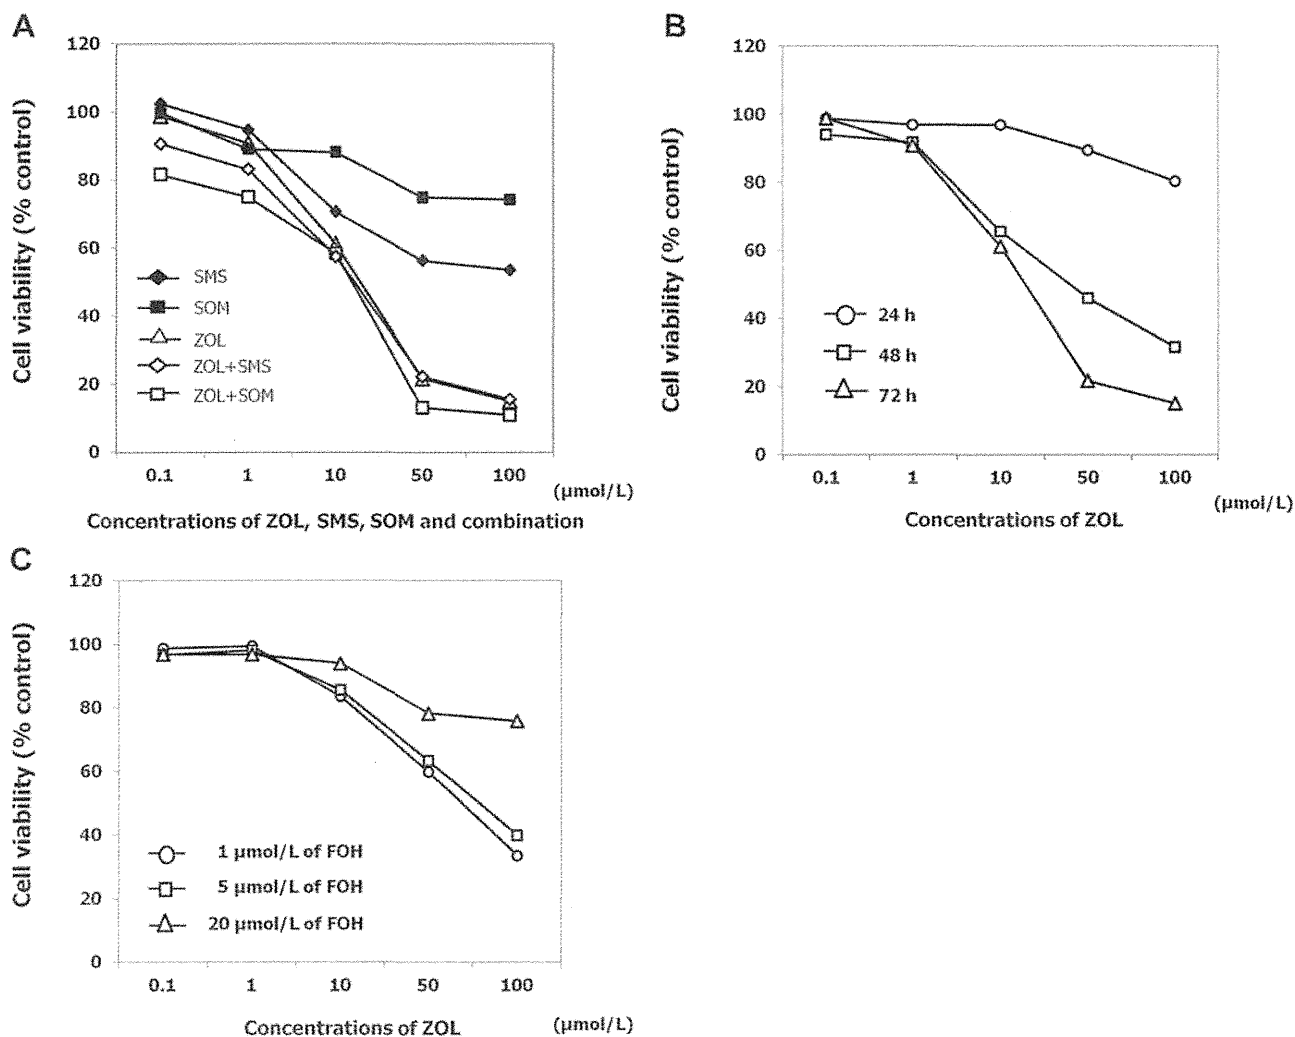 A
Cell viability (% control)
120
100
80
60
40
20
0
SMS
SOM
ZOL
ZOL+SMS
ZOL+SOM
0.1 1 10 50 100
(μmol/L)
Concentrations of ZOL, SMS, SOM and combination
B
Cell viability (% control)
120
100
80
60
40
20
0
24 h
48 h
72 h
0.1 1 10 50 100
(μmol/L)
Concentrations of ZOL
C
Cell viability (% control)
120
100
80
60
40
20
0
1 μmol/L of FOH
5 μmol/L of FOH
20 μmol/L of FOH
0.1 1 10 50 100
Concentrations of ZOL (μmol/L)